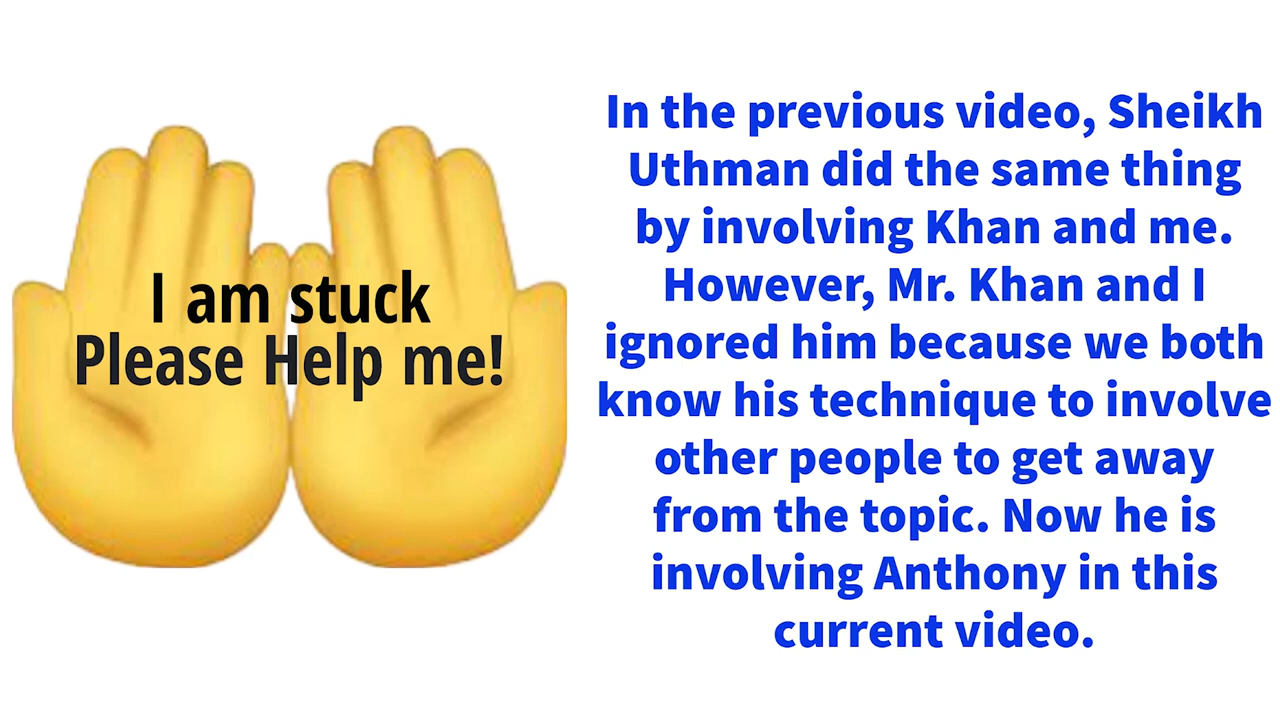 I am stuck
Please Help me!
In the previous video, Sheikh
Uthman did the same thing
by involving Khan and me.
However, Mr. Khan and I
ignored him because we both
know his technique to involve
other people to get away
from the topic. Now he is
involving Anthony in this
current video.